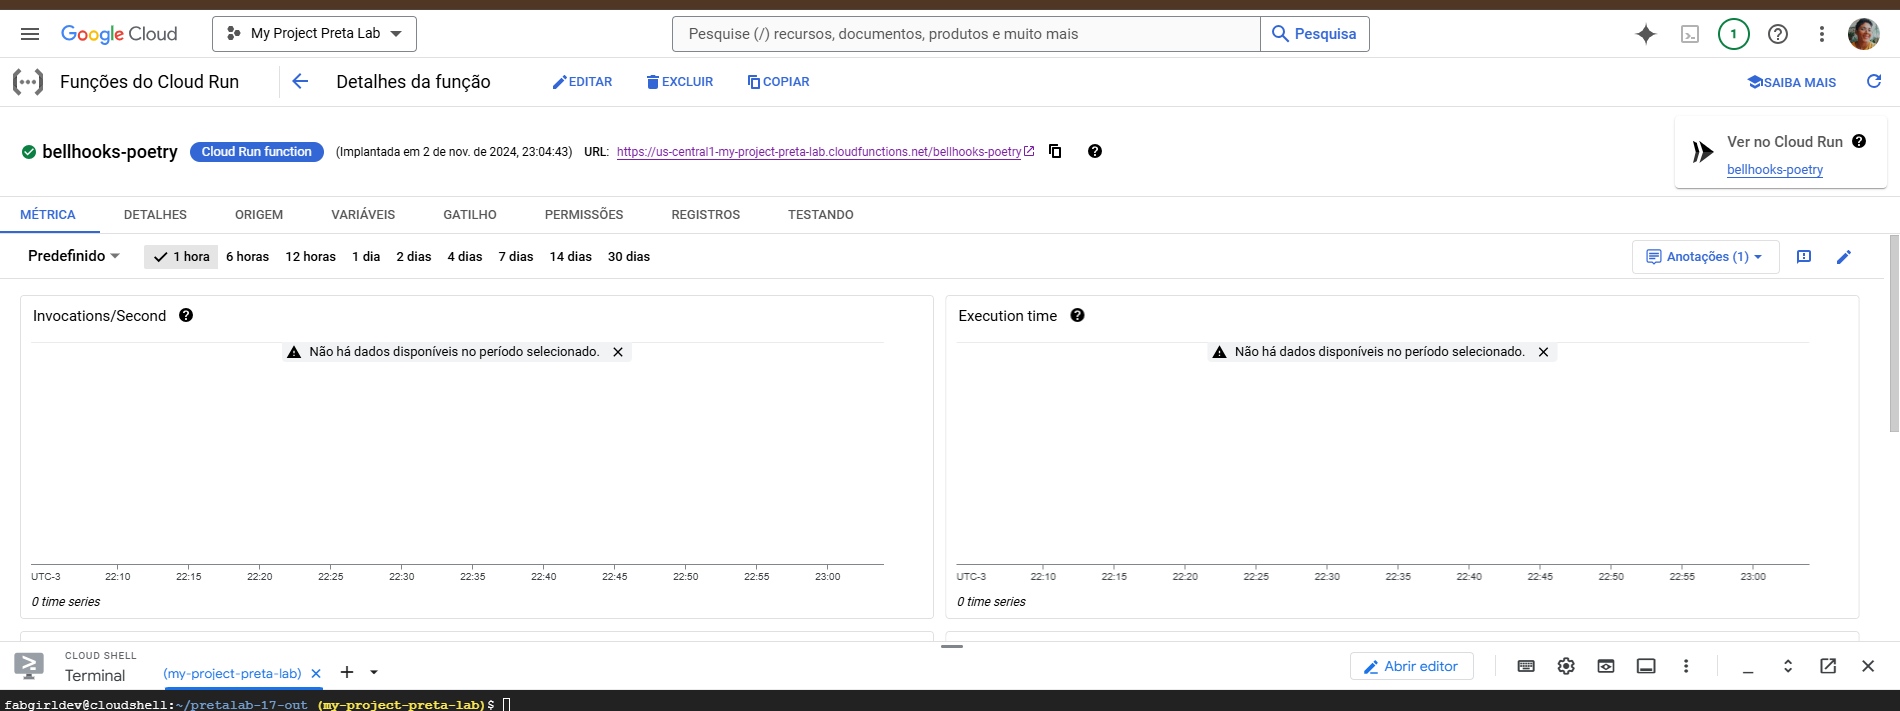 Google Cloud
My Project Preta Lab
Pesquise (/) recursos, documentos, produtos e muito mais
Pesquisa
1
Funções do Cloud Run
Detalhes da função
EDITAR
EXCLUIR
COPIAR
SAIBA MAIS
bellhooks-poetry
Cloud Run function
(Implantada em 2 de nov. de 2024, 23:04:43)
URL: https://us-central1-my-project-preta-lab.cloudfunctions.net/bellhooks-poetry
Ver no Cloud Run
bellhooks-poetry
MÉTRICA
DETALHES
ORIGEM
VARIÁVEIS
GATILHO
PERMISSÕES
REGISTROS
TESTANDO
Predefinido
1 hora
6 horas
12 horas
1 dia
2 dias
4 dias
7 dias
14 dias
30 dias
Anotações (1)
Invocations/Second
Não há dados disponíveis no período selecionado.
UTC-3 22:10 22:15 22:20 22:25 22:30 22:35 22:40 22:45 22:50 22:55 23:00
0 time series
Execution time
Não há dados disponíveis no período selecionado.
UTC-3 22:10 22:15 22:20 22:25 22:30 22:35 22:40 22:45 22:50 22:55 23:00
0 time series
CLOUD SHELL
Terminal
(my-project-preta-lab)
Abrir editor
fabgirldev@cloudshell:~/pretalab-17-out (my-project-preta-lab)$